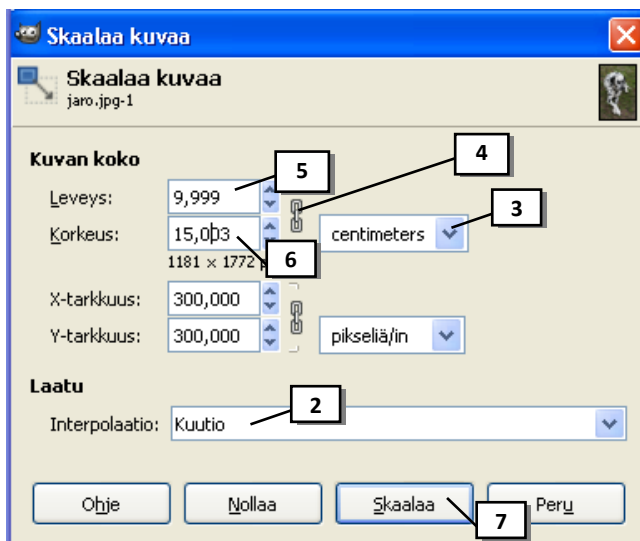 Skaalaa kuvaa
Skaalaa kuvaa
jaro.jpg-1
Kuvan koko
Leveys: 9,999 5 4
Korkeus: 15,003 6 centimeters 3
1181 × 1772
X-tarkkuus: 300,000
Y-tarkkuus: 300,000 pikseliä/in
Laatu
2
Interpolaatio: Kuutio
Ohje Nollaa Skaalaa Peru
7